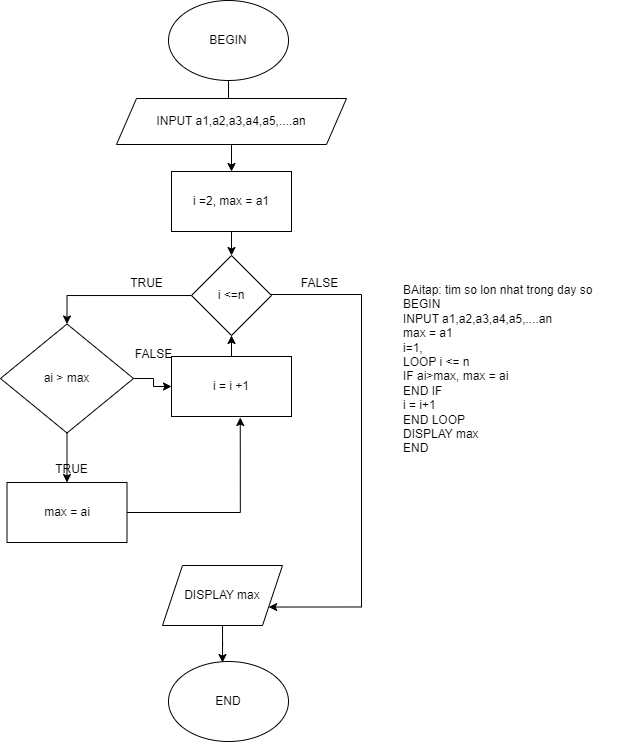 BEGIN
INPUT a1,a2,a3,a4,a5,....an
i =2, max = a1
i <=n
TRUE
FALSE
ai > max
FALSE
i = i +1
TRUE
max = ai
DISPLAY max
END
BAitap: tim so lon nhat trong day so
BEGIN
INPUT a1,a2,a3,a4,a5,....an
max = a1
i=1,
LOOP i <= n
IF ai>max, max = ai
END IF
i = i+1
END LOOP
DISPLAY max
END